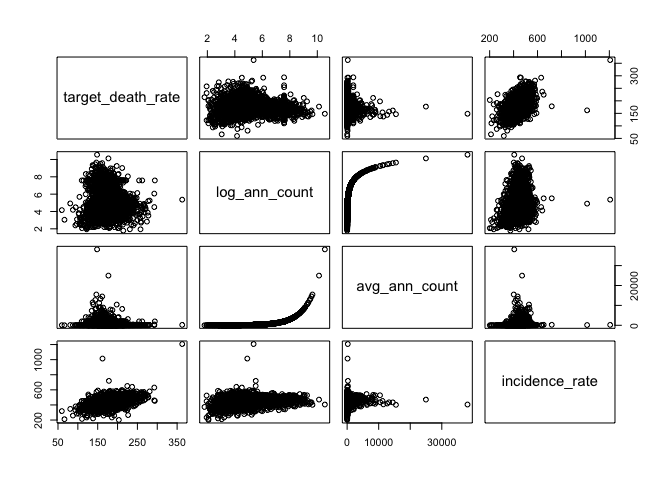 2 4 6 8 10
200 600 1000
target_death_rate
50 150 300
2 4 6 8
log_ann_count
avg_ann_count
0 20000
200 600 1000
incidence_rate
50 150 250 350
0 10000 30000